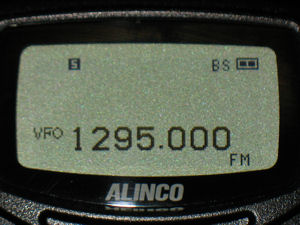 S BS
VFO 1295.000
FM
ALINCO